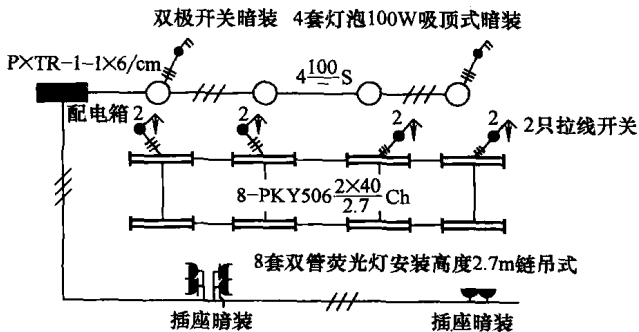 双极开关暗装 4套灯泡100W吸顶式暗装
P×TR-1-1×6/cm
4 100/— S
配电箱
2 2 2 2 2只拉线开关
8-PKY506 2×40/2.7 Ch
8套双管荧光灯安装高度2.7m链吊式
插座暗装 插座暗装